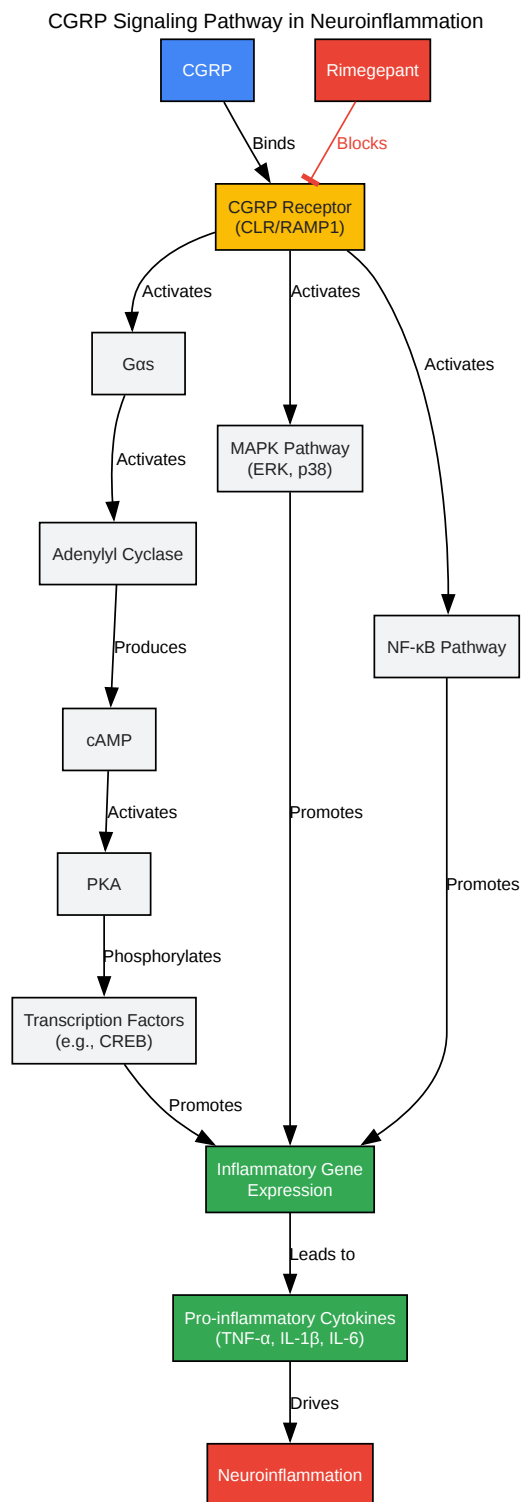 CGRP Signaling Pathway in Neuroinflammation
CGRP
Rimegepant
Binds
Blocks
CGRP Receptor
(CLR/RAMP1)
Activates
Activates
Activates
Gαs
MAPK Pathway
(ERK, p38)
Activates
Adenylyl Cyclase
NF-κB Pathway
Produces
cAMP
Activates
Promotes
PKA
Promotes
Phosphorylates
Transcription Factors
(e.g., CREB)
Promotes
Inflammatory Gene
Expression
Leads to
Pro-inflammatory Cytokines
(TNF-α, IL-1β, IL-6)
Drives
Neuroinflammation